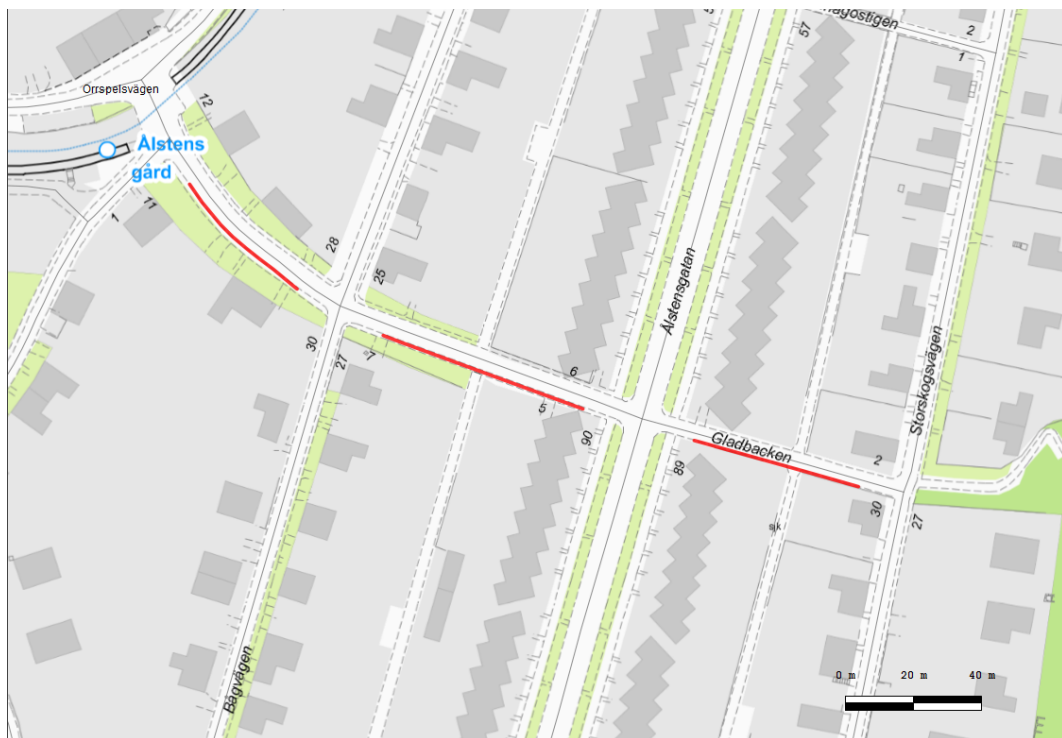 57
2
1
Orrspelsvägen
12
Ålstens
gård
11
1
28
25
Ålstensgatan
30
27
7
6
5
90
89
Gladbacken
2
Storskogsvägen
30
27
Bågvägen
0 m 20 m 40 m